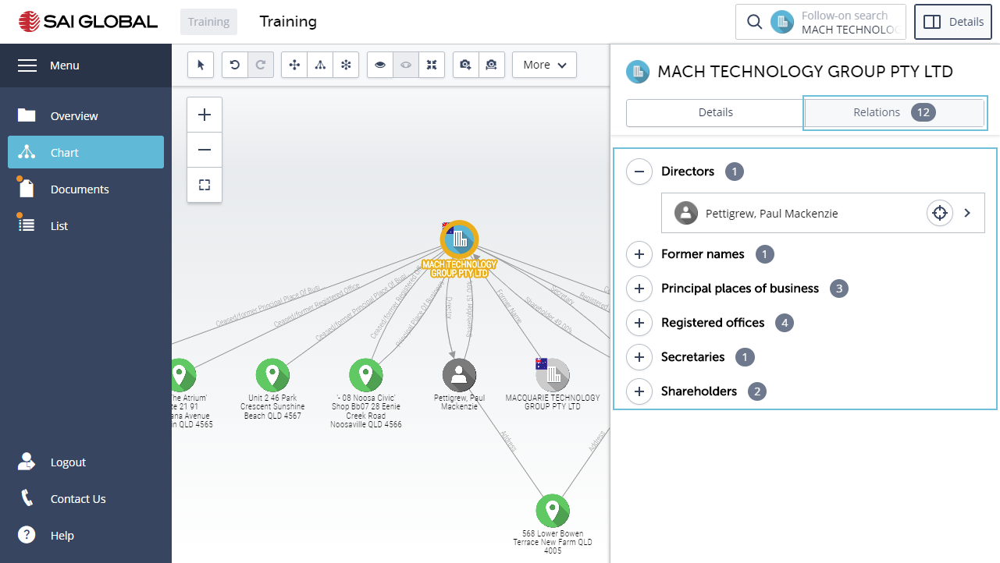 SAI GLOBAL
Training
Training
Follow-on search
MACH TECHNOLOG
Details
Menu
Overview
Chart
Documents
List
Logout
Contact Us
Help
More
MACH TECHNOLOGY
GROUP PTY LTD
Ceased/former Principal Place Of Busi
Ceased/former Registered Office
Ceased/former Principal Place Of Busi
Ceased/former Registered Offi
Principal Place Of Business
Director
Shareholder 51.00%
Former Name
Shareholder 49.00%
Secretary
Registered
The Atrium'
te 21 91
ana Avenue
in QLD 4565
Unit 2 46 Park
Crescent Sunshine
Beach QLD 4567
'- 08 Noosa Civic'
Shop Bb07 28 Eenie
Creek Road
Noosaville QLD 4566
Pettigrew, Paul
Mackenzie
MACQUARIE TECHNOLOGY
GROUP PTY LTD
Address
Address
568 Lower Bowen
Terrace New Farm QLD
4005
MACH TECHNOLOGY GROUP PTY LTD
Details
Relations 12
Directors 1
Pettigrew, Paul Mackenzie
Former names 1
Principal places of business 3
Registered offices 4
Secretaries 1
Shareholders 2